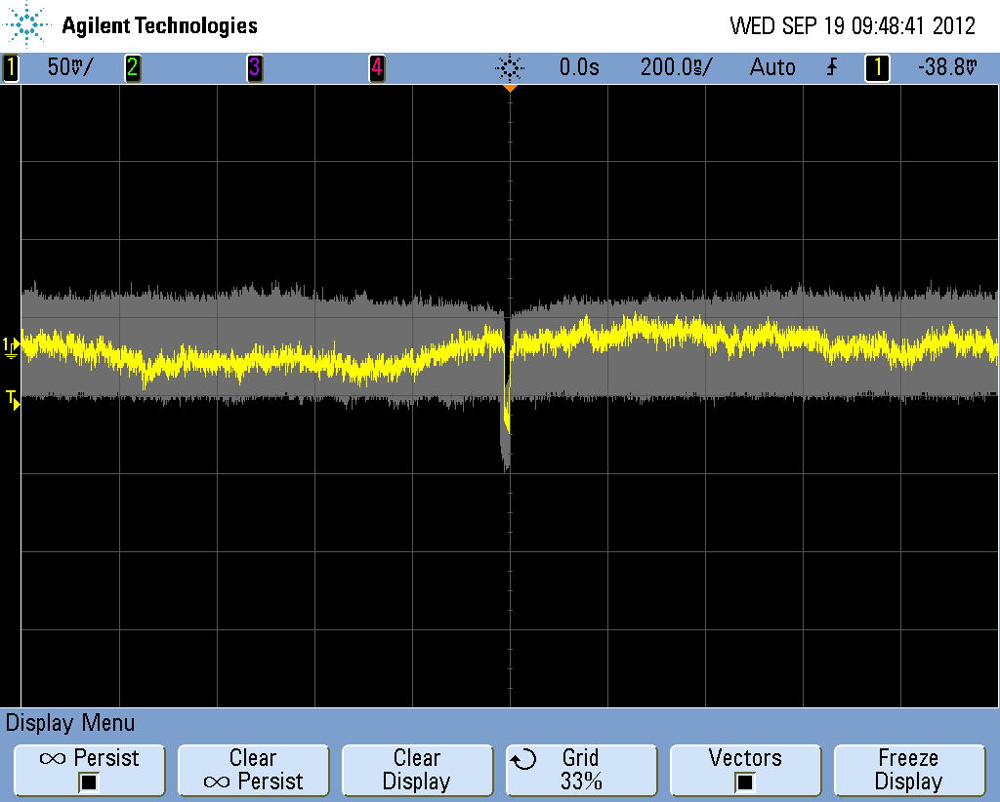 Agilent Technologies
WED SEP 19 09:48:41 2012
1 50mV/ 2 3 4 0.0s 200.0ns/ Auto 1 -38.8mV
1
T
Display Menu
∞ Persist
Clear
∞ Persist
Clear
Display
Grid
33%
Vectors
Freeze
Display